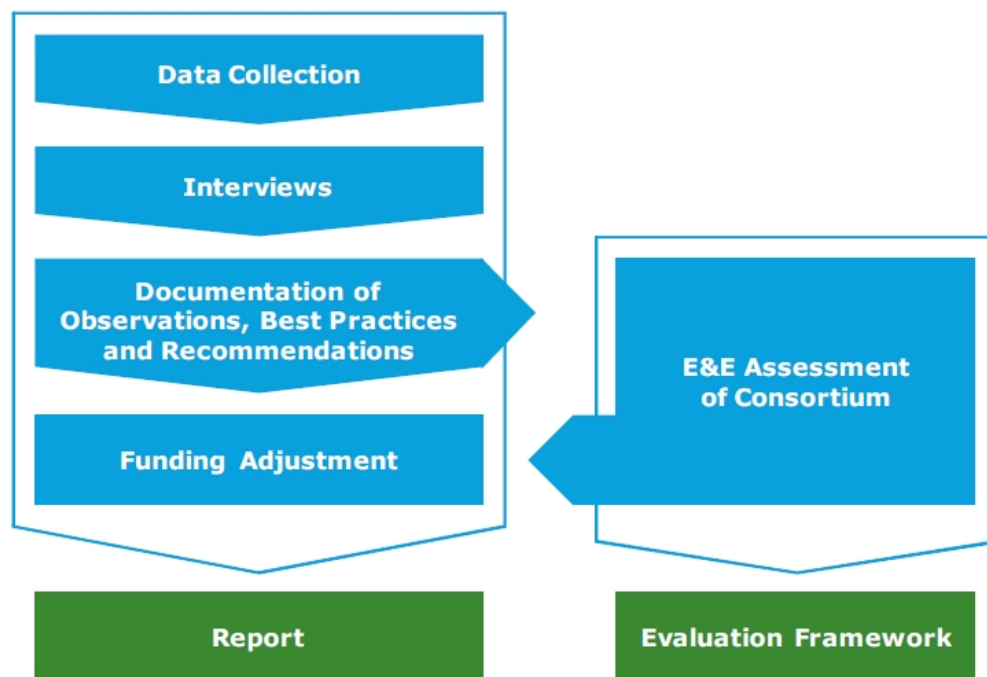 Data Collection
Interviews
Documentation of
Observations, Best Practices
and Recommendations
Funding Adjustment
Report
E&E Assessment
of Consortium
Evaluation Framework